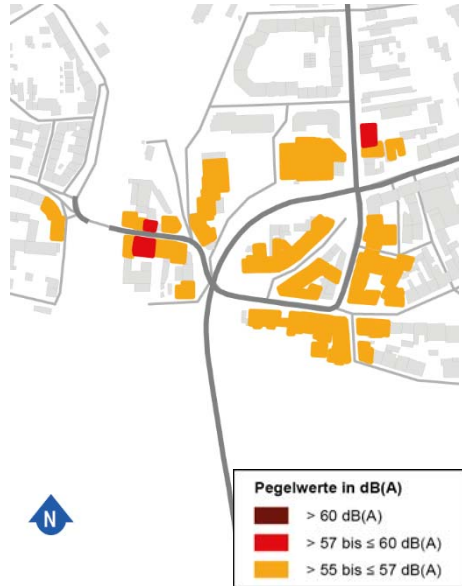 N
Pegelwerte in dB(A)
> 60 dB(A)
> 57 bis ≤ 60 dB(A)
> 55 bis ≤ 57 dB(A)